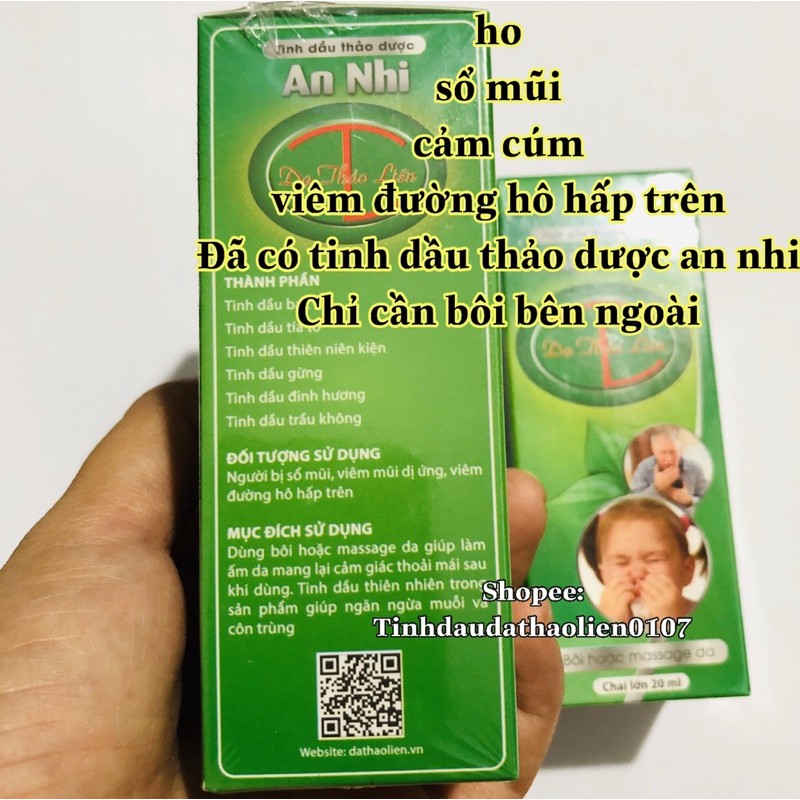 ho
sổ mũi
cảm cúm
viêm đường hô hấp trên
Đã có tinh dầu thảo dược an nhi
Chỉ cần bôi bên ngoài
Tinh dầu thảo dược
An Nhi
Dạ Thảo Liên
THÀNH PHẦN
Tinh dầu
Tinh dầu tía tô
Tinh dầu thiên niên kiện
Tinh dầu gừng
Tinh dầu đinh hương
Tinh dầu trầu không
ĐỐI TƯỢNG SỬ DỤNG
Người bị sổ mũi, viêm mũi dị ứng, viêm
đường hô hấp trên
MỤC ĐÍCH SỬ DỤNG
Dùng bôi hoặc massage da giúp làm
ấm da mang lại cảm giác thoải mái sau
khi dùng. Tinh dầu thiên nhiên trong
sản phẩm giúp ngăn ngừa muỗi và
côn trùng
Website: dathaolien.vn
Dạ Thảo Liên
Shopee:
Tinhdaudathaolien0107
Bôi hoặc massage da
Chai lớn 20 ml